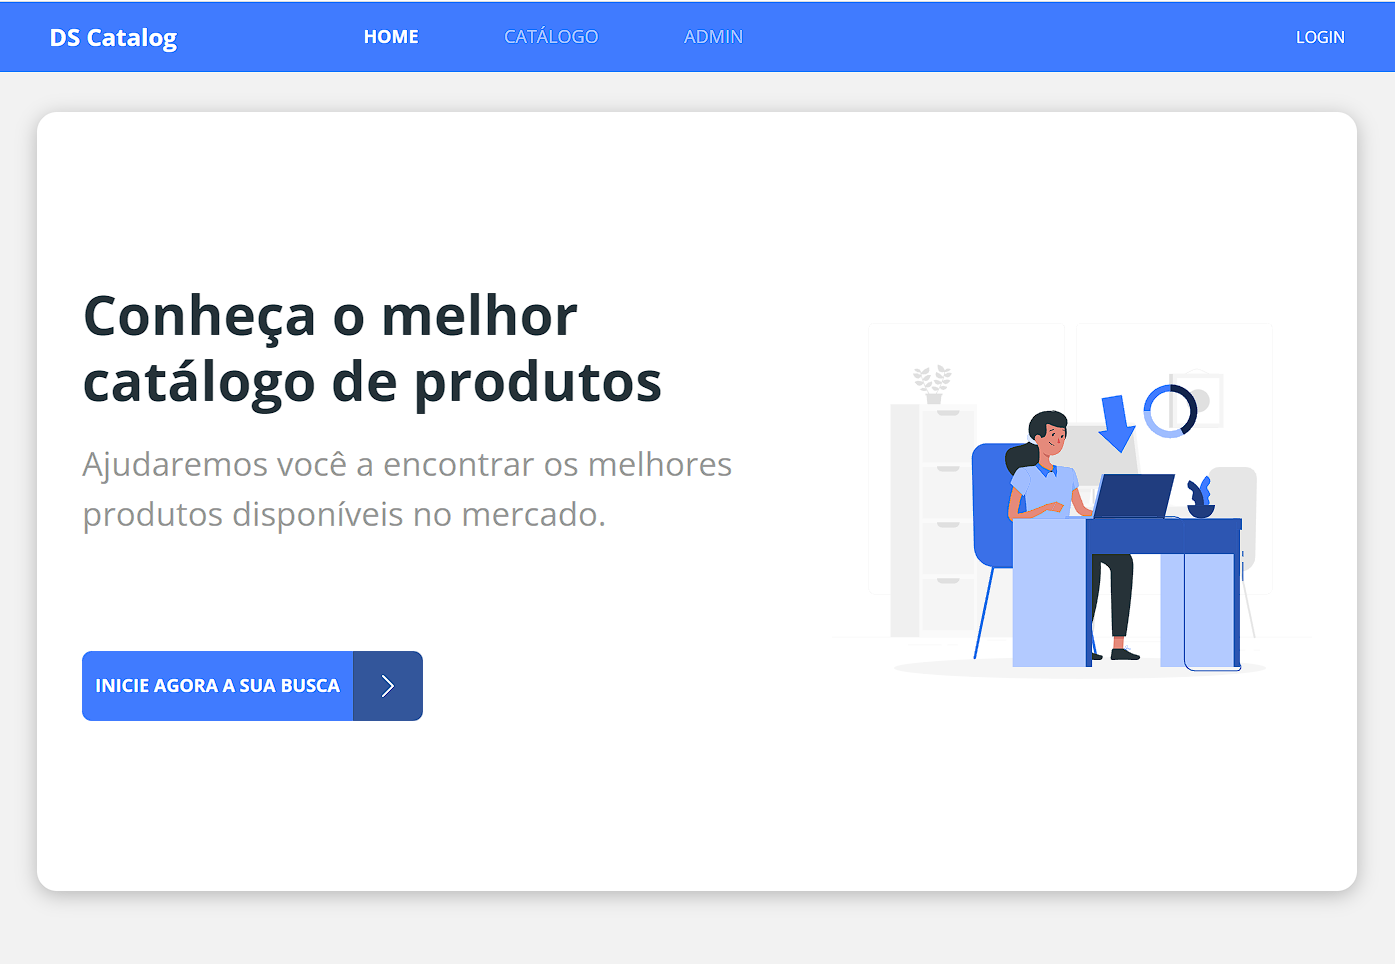 DS Catalog
HOME
CATÁLOGO
ADMIN
LOGIN
Conheça o melhor
catálogo de produtos
Ajudaremos você a encontrar os melhores
produtos disponíveis no mercado.
INICIE AGORA A SUA BUSCA